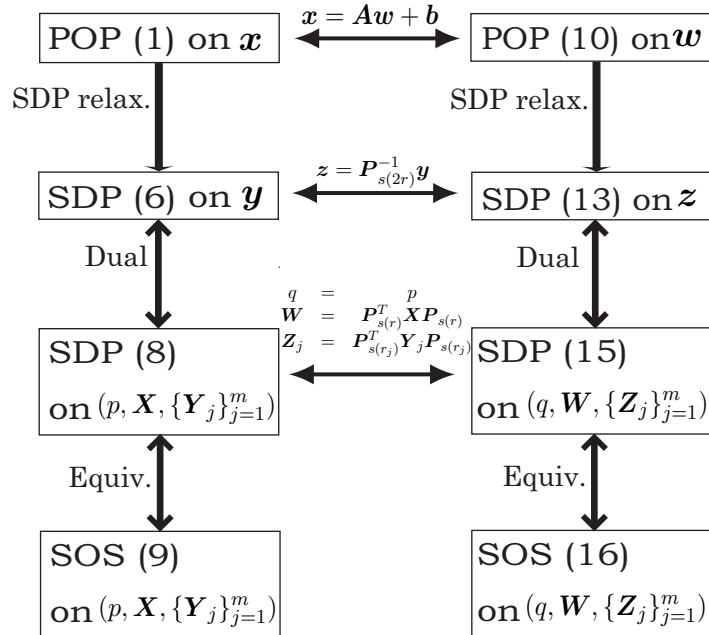 POP (1) on x
x = Aw + b
POP (10) on w
SDP relax.
SDP relax.
SDP (6) on y
z = P_{s(2r)}^{-1} y
SDP (13) on z
Dual
Dual
q = p
W = P_{s(r)}^T X P_{s(r)}
Z_j = P_{s(r_j)}^T Y_j P_{s(r_j)}
SDP (8)
on (p, X, {Y_j}_{j=1}^m)
SDP (15)
on (q, W, {Z_j}_{j=1}^m)
Equiv.
Equiv.
SOS (9)
on (p, X, {Y_j}_{j=1}^m)
SOS (16)
on (q, W, {Z_j}_{j=1}^m)